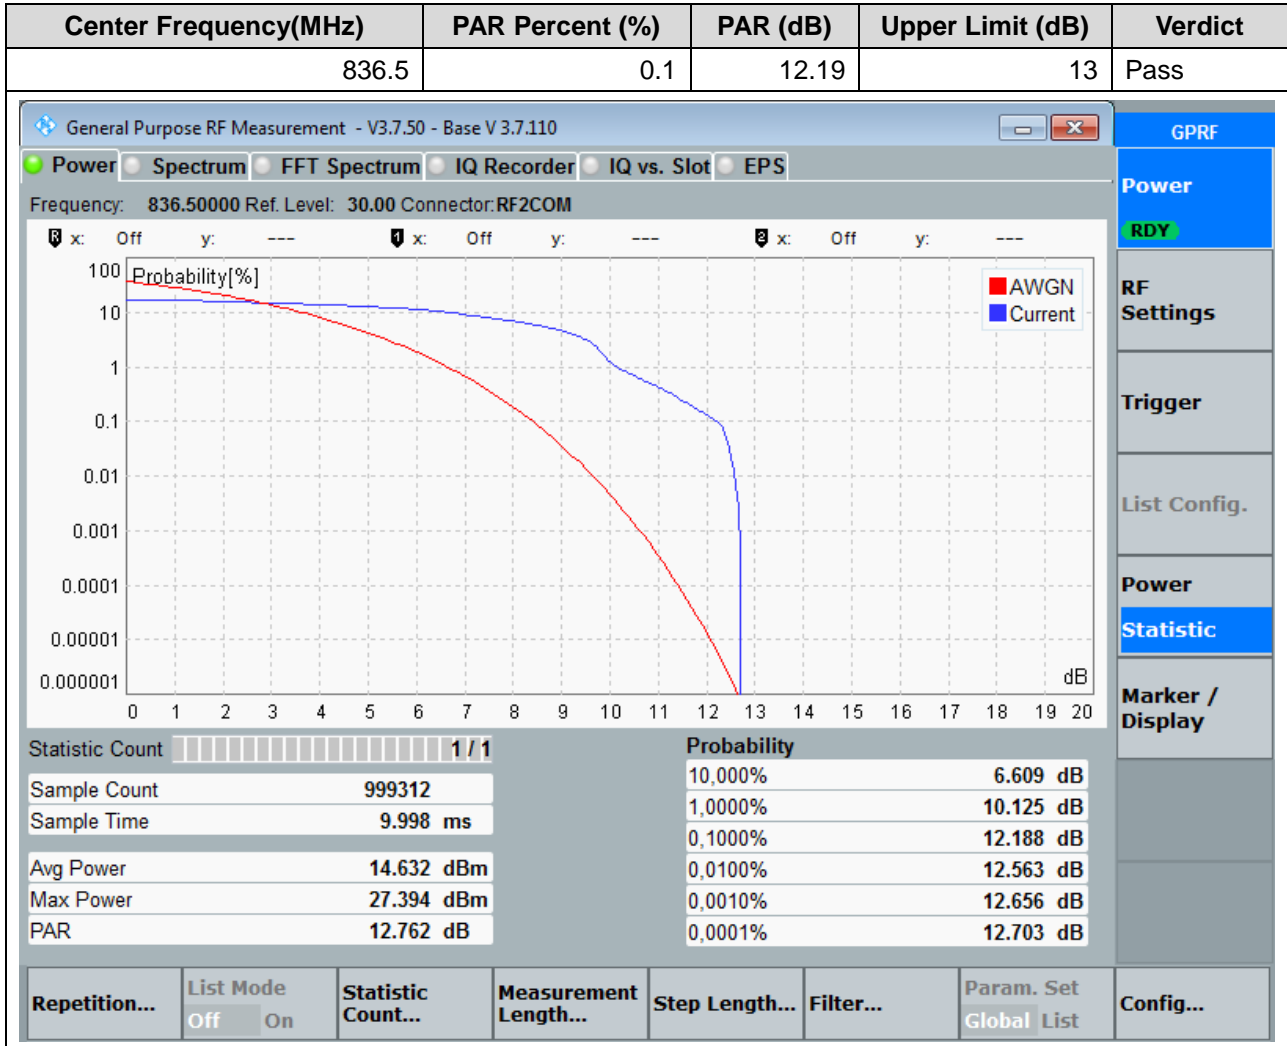 Center Frequency(MHz) PAR Percent (%) PAR (dB) Upper Limit (dB) Verdict
836.5 0.1 12.19 13 Pass
General Purpose RF Measurement - V3.7.50 - Base V 3.7.110
GPRF
Power Spectrum FFT Spectrum IQ Recorder IQ vs. Slot EPS
Frequency: 836.50000 Ref. Level: 30.00 Connector: RF2COM
R x: Off y: --- 1 x: Off y: --- 2 x: Off y: ---
Probability[%]
AWGN
Current
100
10
1
0.1
0.01
0.001
0.0001
0.00001
0.000001
dB
0 1 2 3 4 5 6 7 8 9 10 11 12 13 14 15 16 17 18 19 20
Statistic Count 1 / 1
Sample Count 999312
Sample Time 9.998 ms
Avg Power 14.632 dBm
Max Power 27.394 dBm
PAR 12.762 dB
Probability
10,000% 6.609 dB
1,0000% 10.125 dB
0,1000% 12.188 dB
0,0100% 12.563 dB
0,0010% 12.656 dB
0,0001% 12.703 dB
Power
RDY
RF
Settings
Trigger
List Config.
Power
Statistic
Marker /
Display
Repetition...
List Mode
Off On
Statistic
Count...
Measurement
Length...
Step Length...
Filter...
Param. Set
Global List
Config...